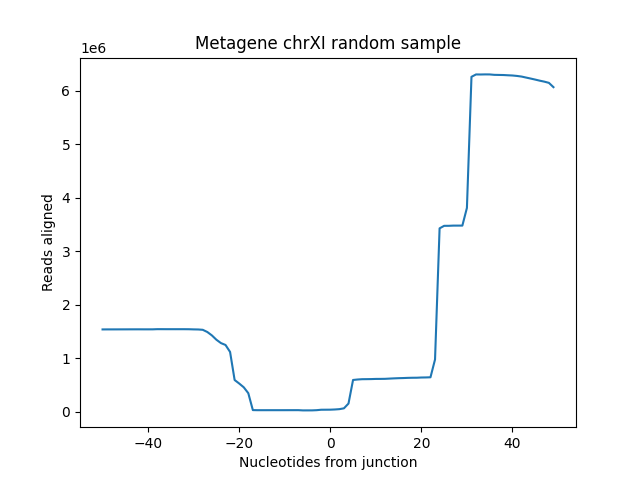 Metagene chrXI random sample
1e6
6
5
4
3
2
1
0
Reads aligned
−40 −20 0 20 40
Nucleotides from junction